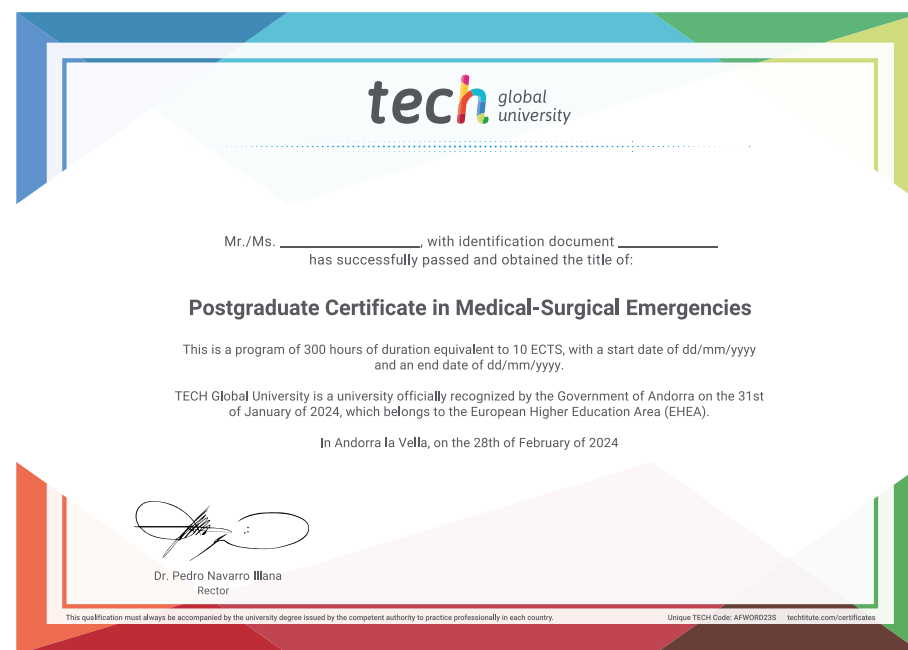 tech global university
Mr./Ms. ________________, with identification document ____________
has successfully passed and obtained the title of:
Postgraduate Certificate in Medical-Surgical Emergencies
This is a program of 300 hours of duration equivalent to 10 ECTS, with a start date of dd/mm/yyyy
and an end date of dd/mm/yyyy.
TECH Global University is a university officially recognized by the Government of Andorra on the 31st
of January of 2024, which belongs to the European Higher Education Area (EHEA).
In Andorra la Vella, on the 28th of February of 2024
Dr. Pedro Navarro Illana
Rector
This qualification must always be accompanied by the university degree issued by the competent authority to practice professionally in each country. Unique TECH Code: AFWORD23S techtitute.com/certificates